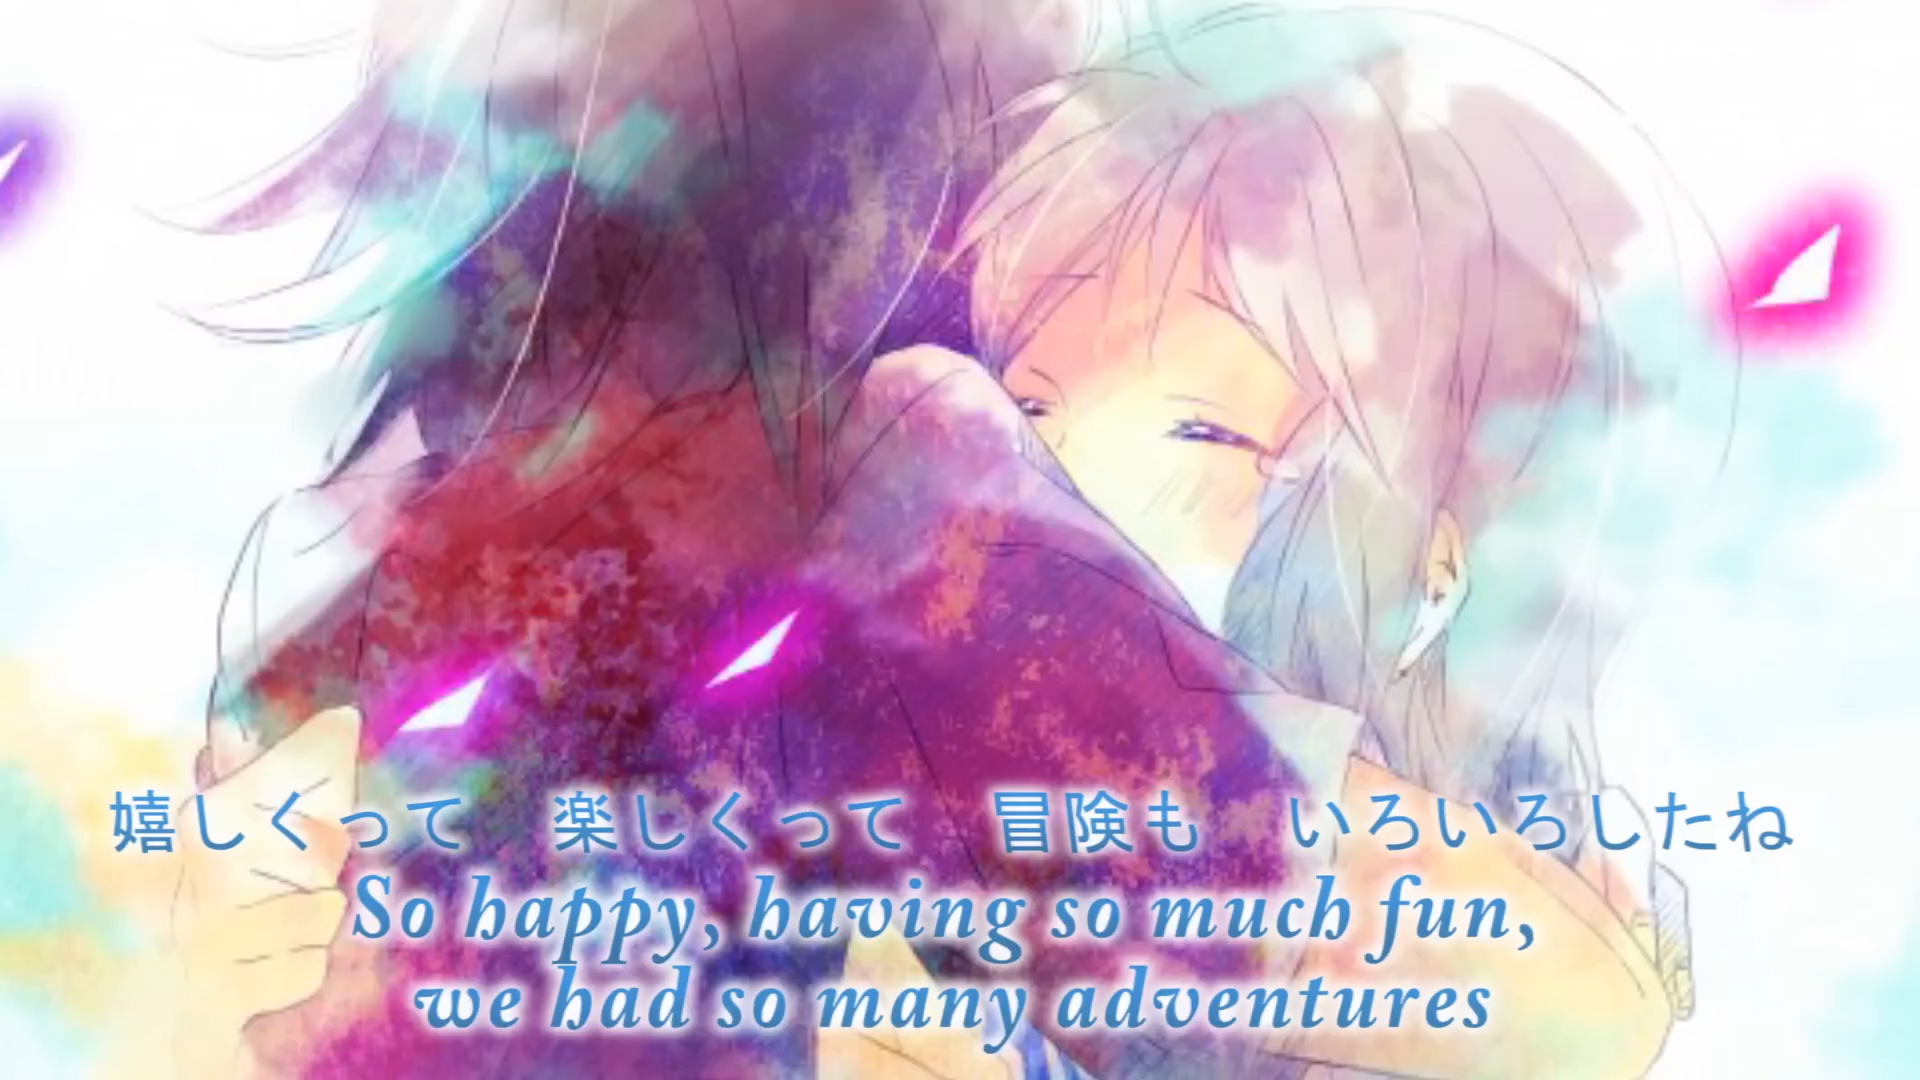 嬉しくって　楽しくって　冒険も　いろいろしたね
So happy, having so much fun,
we had so many adventures